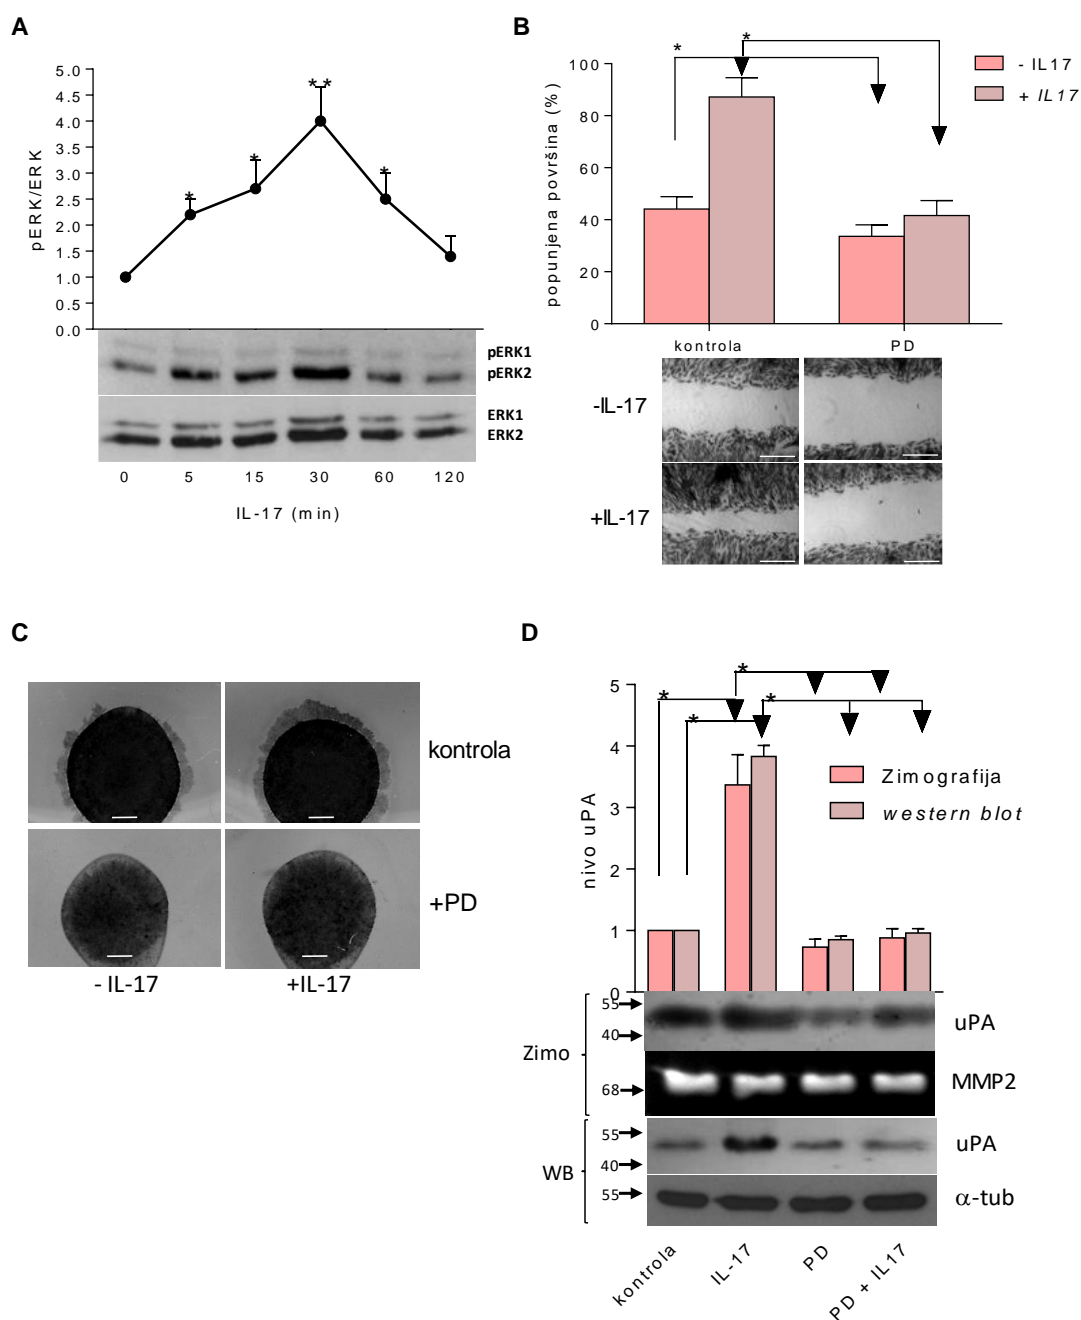 A
5.0
4.5
4.0
3.5
3.0
2.5
2.0
1.5
1.0
0.5
0.0
pERK/ERK
*
*
**
*
pERK1
pERK2
ERK1
ERK2
0 5 15 30 60 120
IL-17 (min)
B
* *
- IL17
+ IL17
100
80
60
40
20
0
popunjena površina (%)
kontrola PD
-IL-17
+IL-17
C
kontrola
+PD
- IL-17 +IL-17
D
*
* *
*
5
4
3
2
1
0
nivo uPA
Zimografija
western blot
Zimo
55
40
uPA
68
MMP2
WB
55
40
uPA
55
α-tub
kontrola IL-17 PD PD + IL17